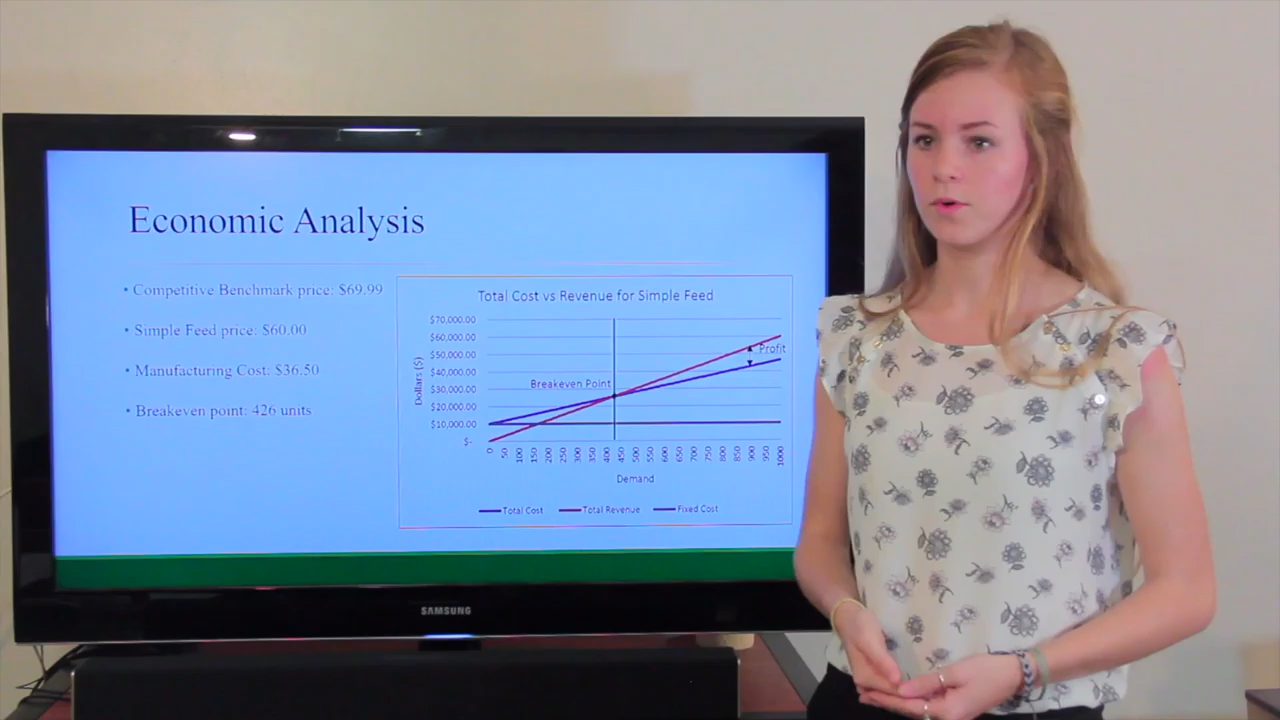 Economic Analysis
• Competitive Benchmark price: $69.99
• Simple Feed price: $60.00
• Manufacturing Cost: $36.50
• Breakeven point: 426 units
Total Cost vs Revenue for Simple Feed
$70,000.00
$60,000.00
$50,000.00
$40,000.00
$30,000.00
$20,000.00
$10,000.00
$-
Dollars ($)
Profit
Breakeven Point
0 50 100 150 200 250 300 350 400 450 500 550 600 650 700 750 800 850 900 950 1000
Demand
Total Cost Total Revenue Fixed Cost
SAMSUNG